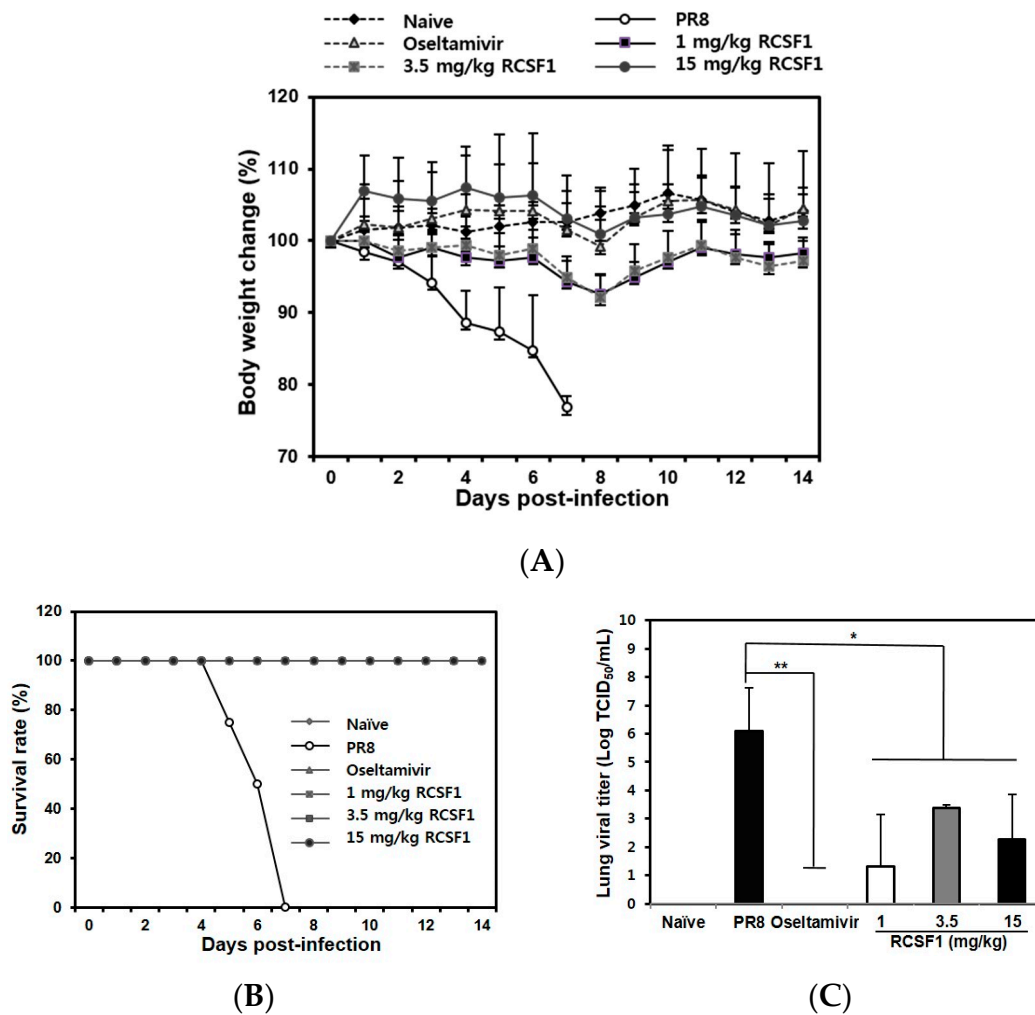 Naive
PR8
Oseltamivir
1 mg/kg RCSF1
3.5 mg/kg RCSF1
15 mg/kg RCSF1
Body weight change (%)
120
110
100
90
80
70
0 2 4 6 8 10 12 14
Days post-infection
(A)
Survival rate (%)
120
100
80
60
40
20
0
Naïve
PR8
Oseltamivir
1 mg/kg RCSF1
3.5 mg/kg RCSF1
15 mg/kg RCSF1
0 2 4 6 8 10 12 14
Days post-infection
(B)
Lung viral titer (Log TCID50/mL)
10
9
8
7
6
5
4
3
2
1
0
*
**
Naïve PR8 Oseltamivir 1 3.5 15
RCSF1 (mg/kg)
(C)